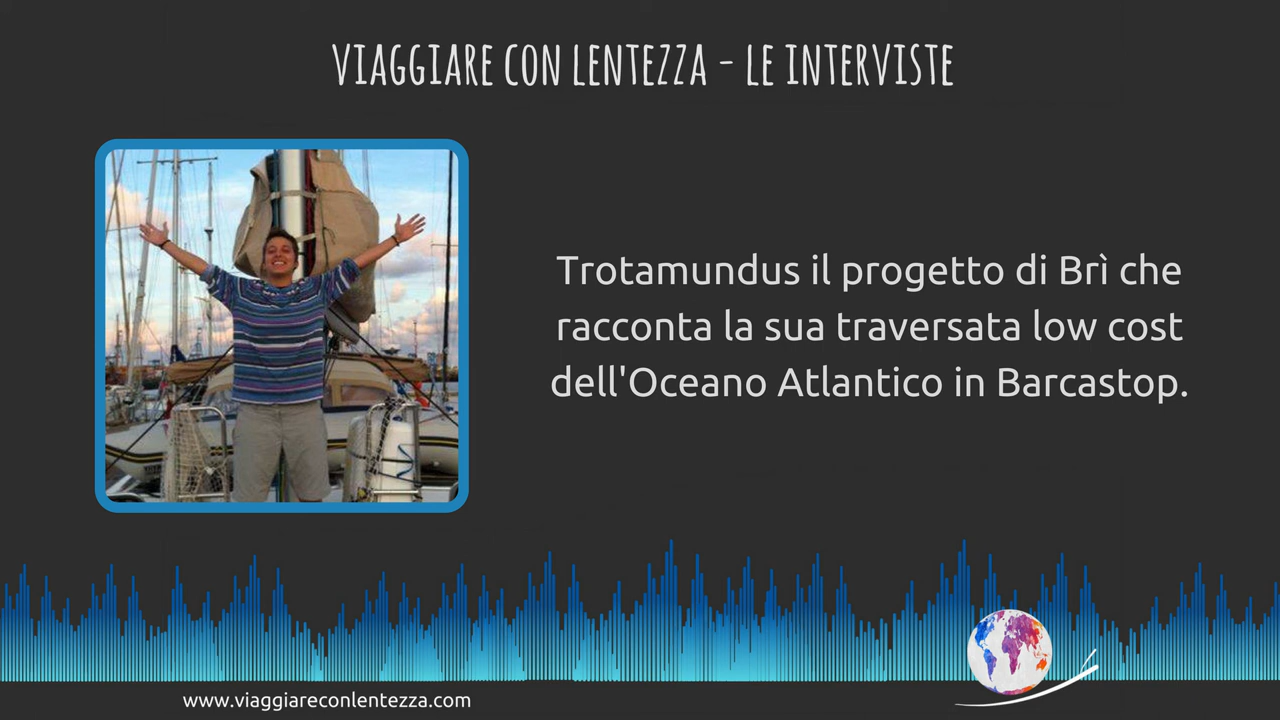 VIAGGIARE CON LENTEZZA - LE INTERVISTE
Trotamundus il progetto di Brì che
racconta la sua traversata low cost
dell'Oceano Atlantico in Barcastop.
www.viaggiareconlentezza.com